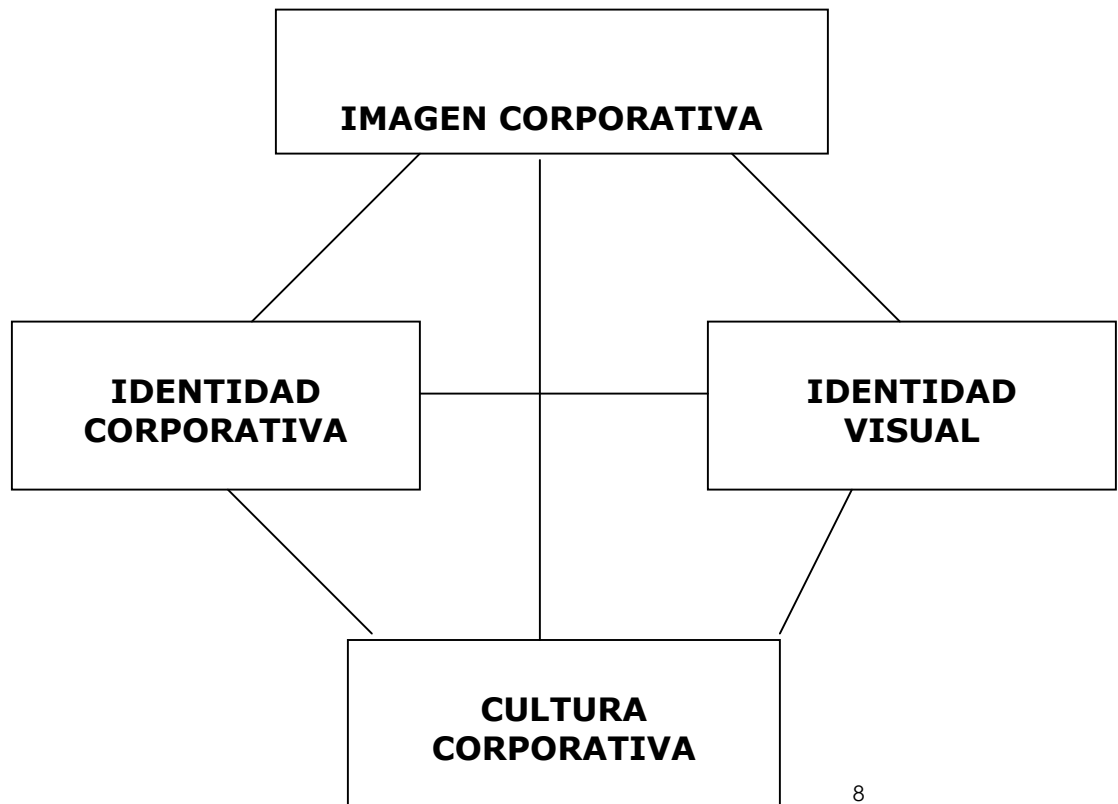 IMAGEN CORPORATIVA
IDENTIDAD
CORPORATIVA
IDENTIDAD
VISUAL
CULTURA
CORPORATIVA
8